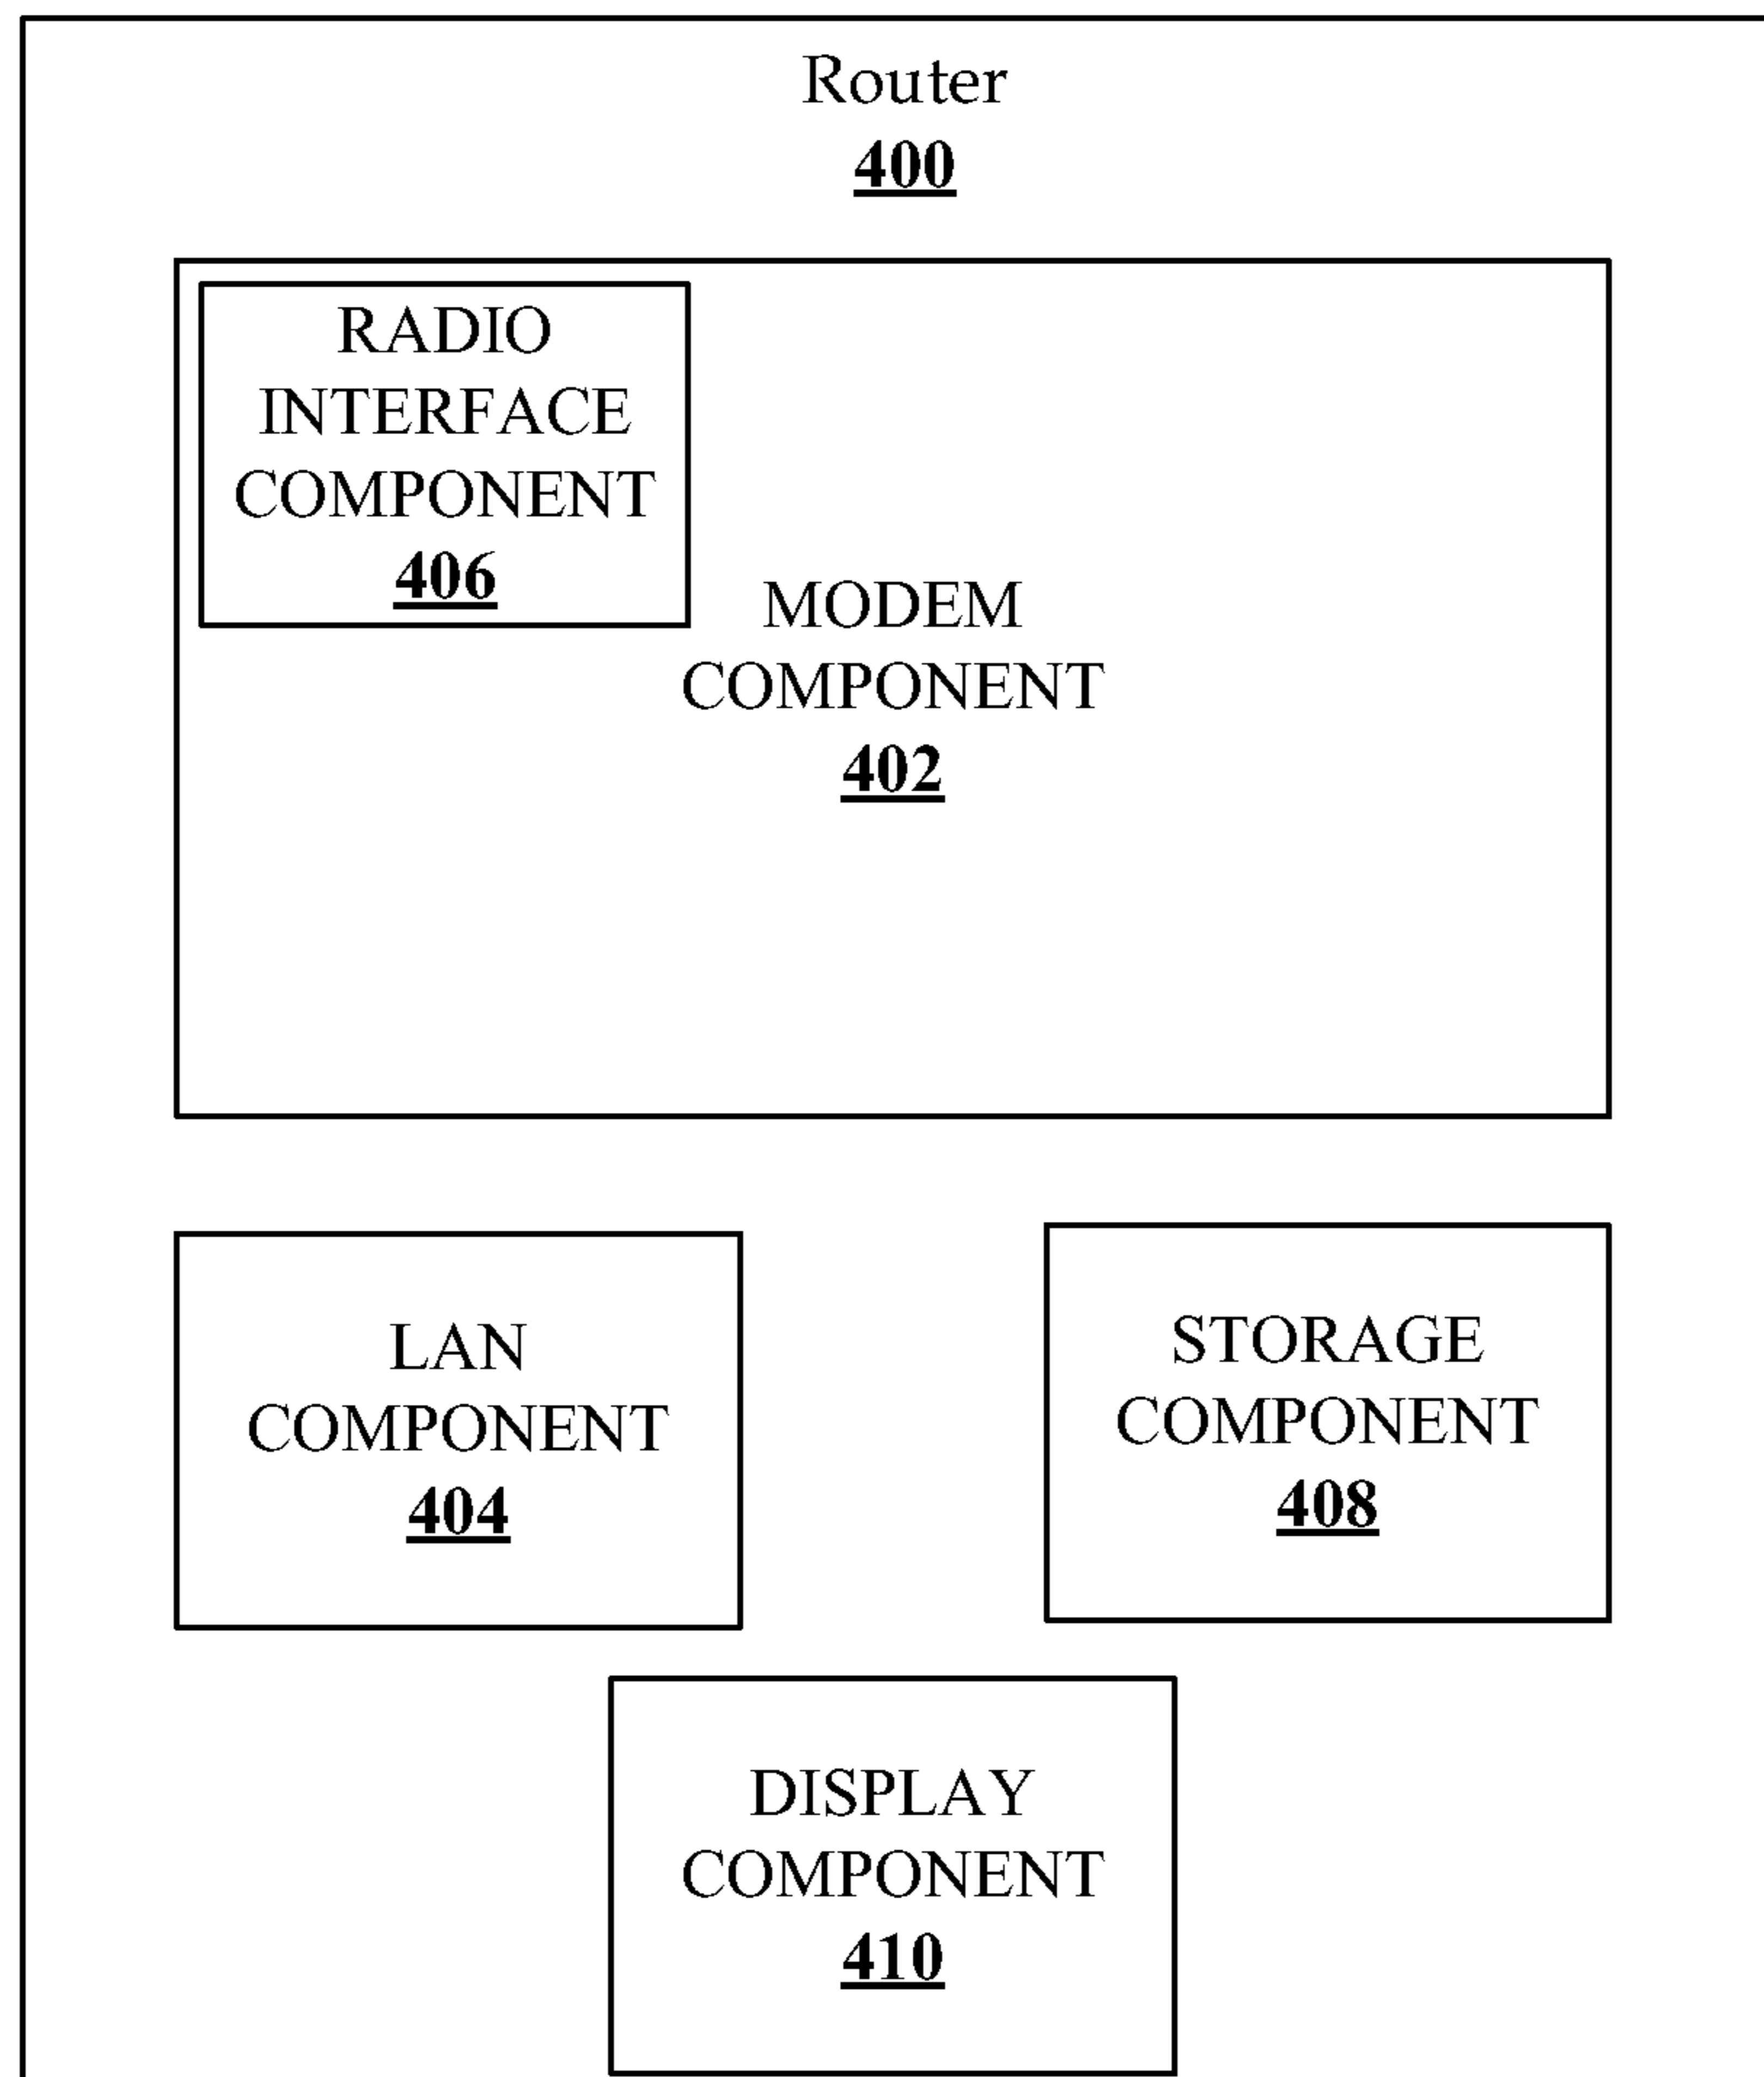 Router
400
RADIO
INTERFACE
COMPONENT
406
MODEM
COMPONENT
402
LAN
COMPONENT
404
STORAGE
COMPONENT
408
DISPLAY
COMPONENT
410